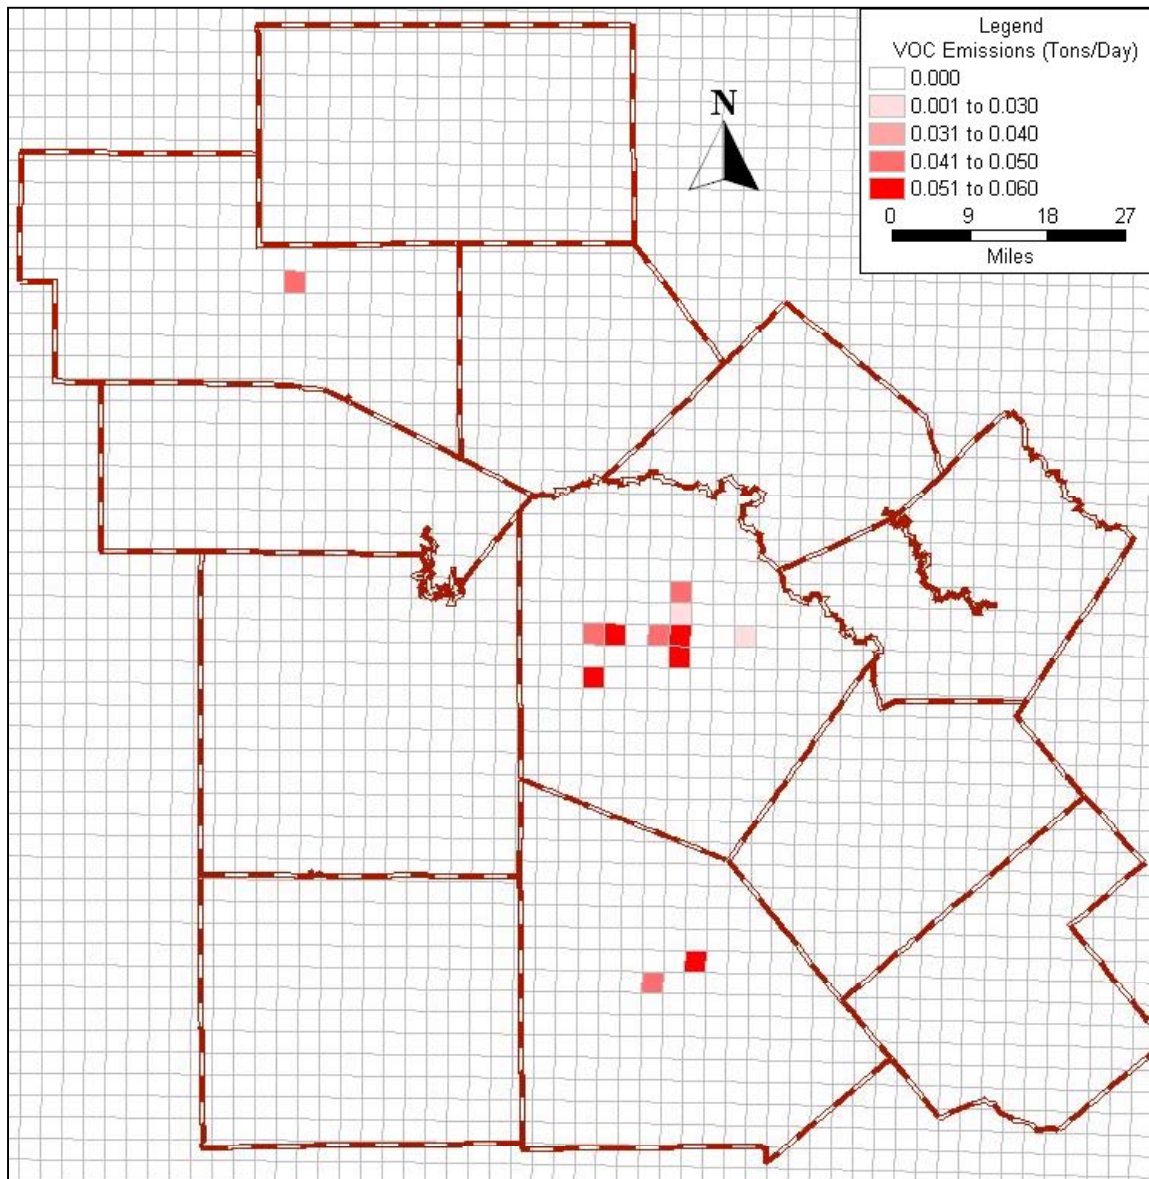 Legend
VOC Emissions (Tons/Day)
0.000
0.001 to 0.030
0.031 to 0.040
0.041 to 0.050
0.051 to 0.060
0 9 18 27
Miles
N